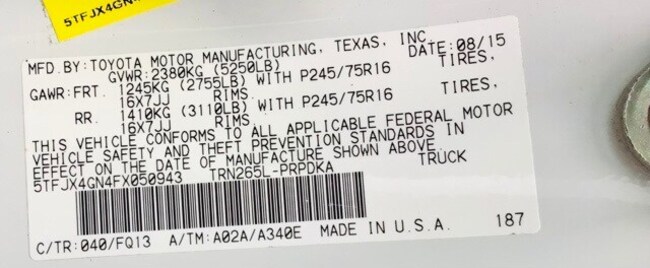 5TFJX4GN4
MFD.BY:TOYOTA MOTOR MANUFACTURING, TEXAS, INC. DATE:08/15
GVWR:2380KG (5250LB)
GAWR:FRT. 1245KG (2755LB) WITH P245/75R16 TIRES,
16X7JJ RIMS
RR. 1410KG (3110LB) WITH P245/75R16 TIRES,
16X7JJ RIMS
THIS VEHICLE CONFORMS TO ALL APPLICABLE FEDERAL MOTOR
VEHICLE SAFETY AND THEFT PREVENTION STANDARDS IN
EFFECT ON THE DATE OF MANUFACTURE SHOWN ABOVE.
5TFJX4GN4FX050943 TRN265L-PRPDKA TRUCK
C/TR:040/FQ13 A/TM:A02A/A340E MADE IN U.S.A. 187